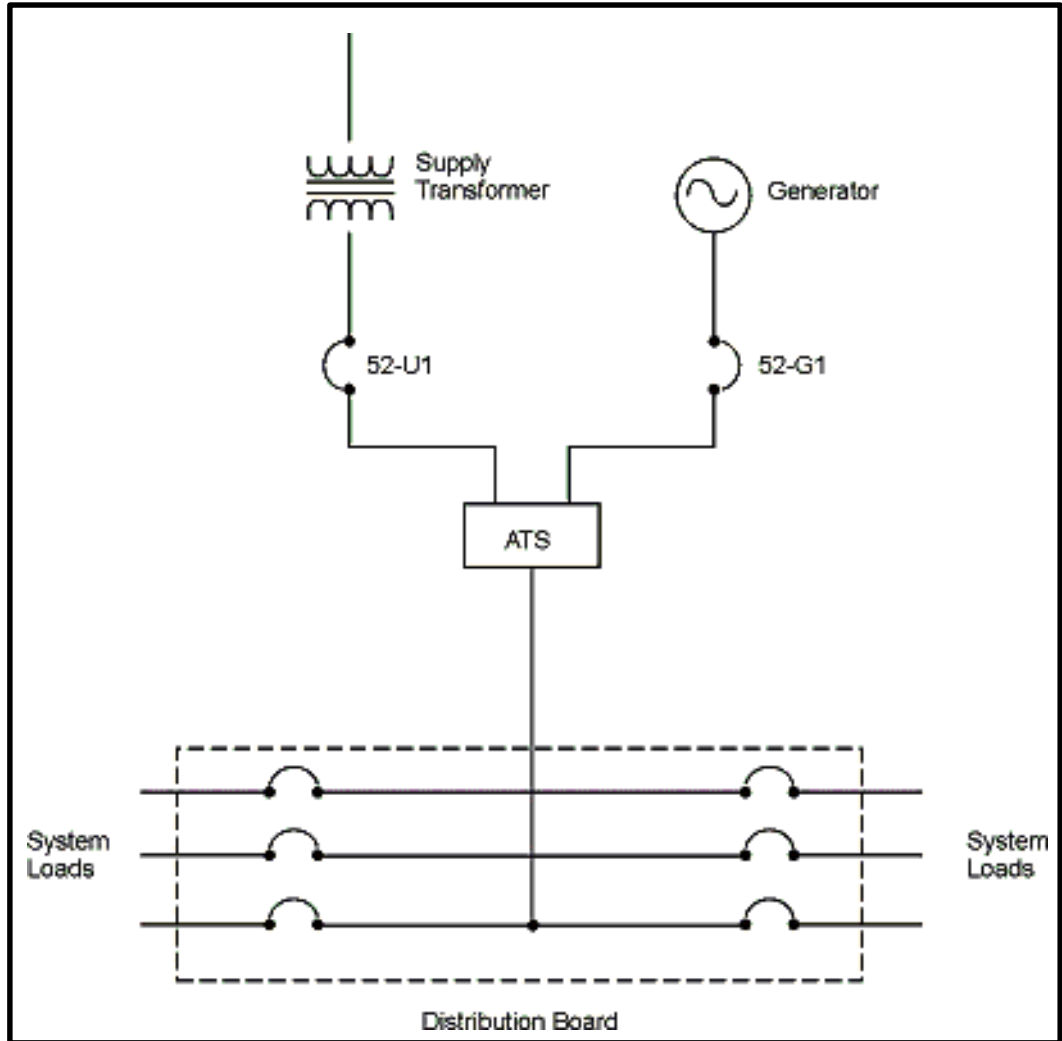 Supply
Transformer
Generator
52-U1
52-G1
ATS
System
Loads
System
Loads
Distribution Board